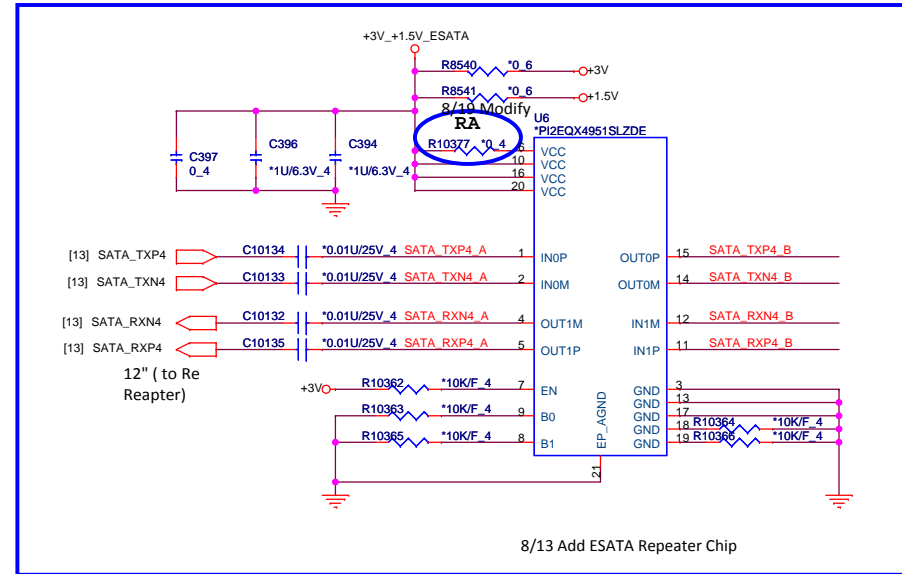 +3V_+1.5V_ESATA
R8540 *0_6 +3V
R8541 *0_6 +1.5V
8/19 Modify
RA
U6
*PI2EQX4951SLZDE
R10377 *0_4 6 VCC
10 VCC
16 VCC
20 VCC
C397
0_4
C396
*1U/6.3V_4
C394
*1U/6.3V_4
[13] SATA_TXP4 C10134 *0.01U/25V_4 SATA_TXP4_A 1 IN0P OUT0P 15 SATA_TXP4_B
[13] SATA_TXN4 C10133 *0.01U/25V_4 SATA_TXN4_A 2 IN0M OUT0M 14 SATA_TXN4_B
[13] SATA_RXN4 C10132 *0.01U/25V_4 SATA_RXN4_A 4 OUT1M IN1M 12 SATA_RXN4_B
[13] SATA_RXP4 C10135 *0.01U/25V_4 SATA_RXP4_A 5 OUT1P IN1P 11 SATA_RXP4_B
12" ( to Re
Reapter)
+3V R10362 *10K/F_4 7 EN GND 3
GND 13
R10363 *10K/F_4 9 B0 GND 17
GND 18 R10364 *10K/F_4
R10365 *10K/F_4 8 B1 GND 19 R10366 *10K/F_4
EP_AGND
21
8/13 Add ESATA Repeater Chip